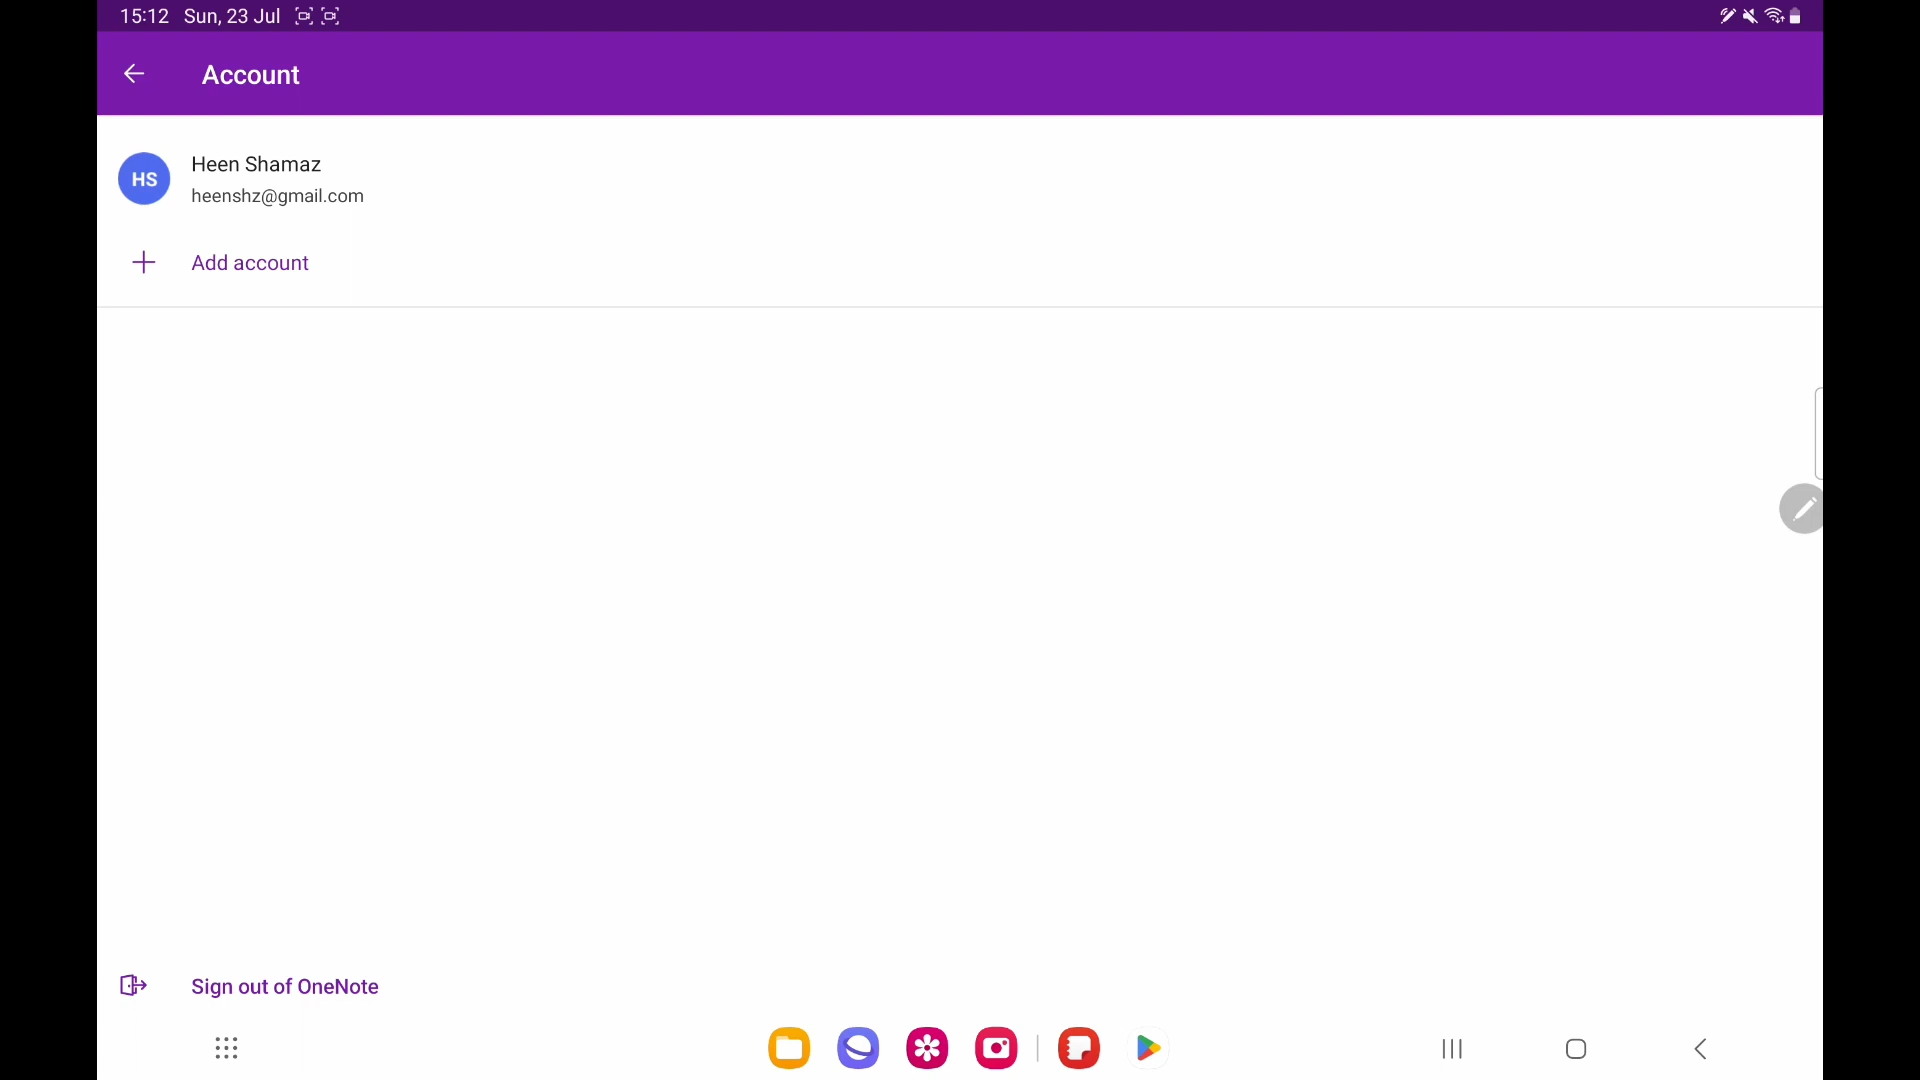 15:12 Sun, 23 Jul
Account
HS
Heen Shamaz
heenshz@gmail.com
Add account
Sign out of OneNote